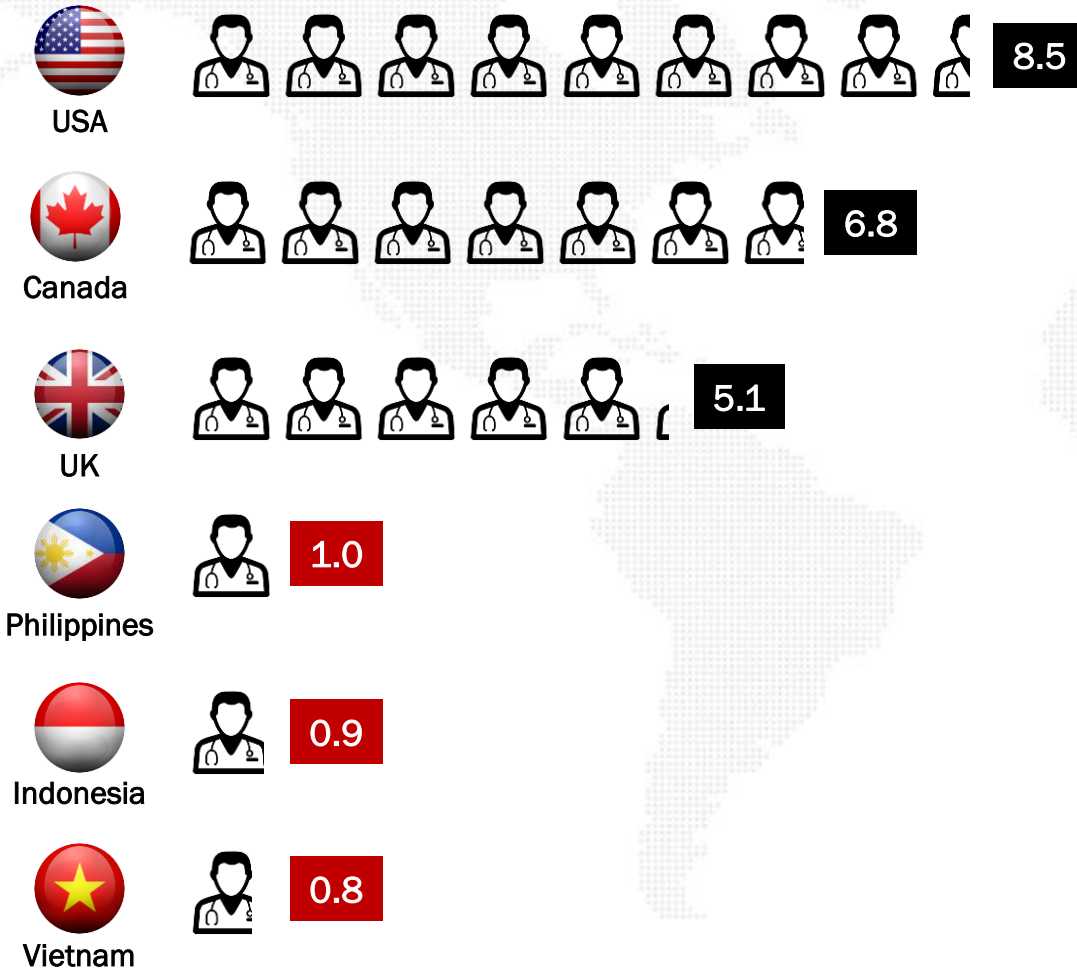 8.5
USA
6.8
Canada
5.1
UK
1.0
Philippines
0.9
Indonesia
0.8
Vietnam